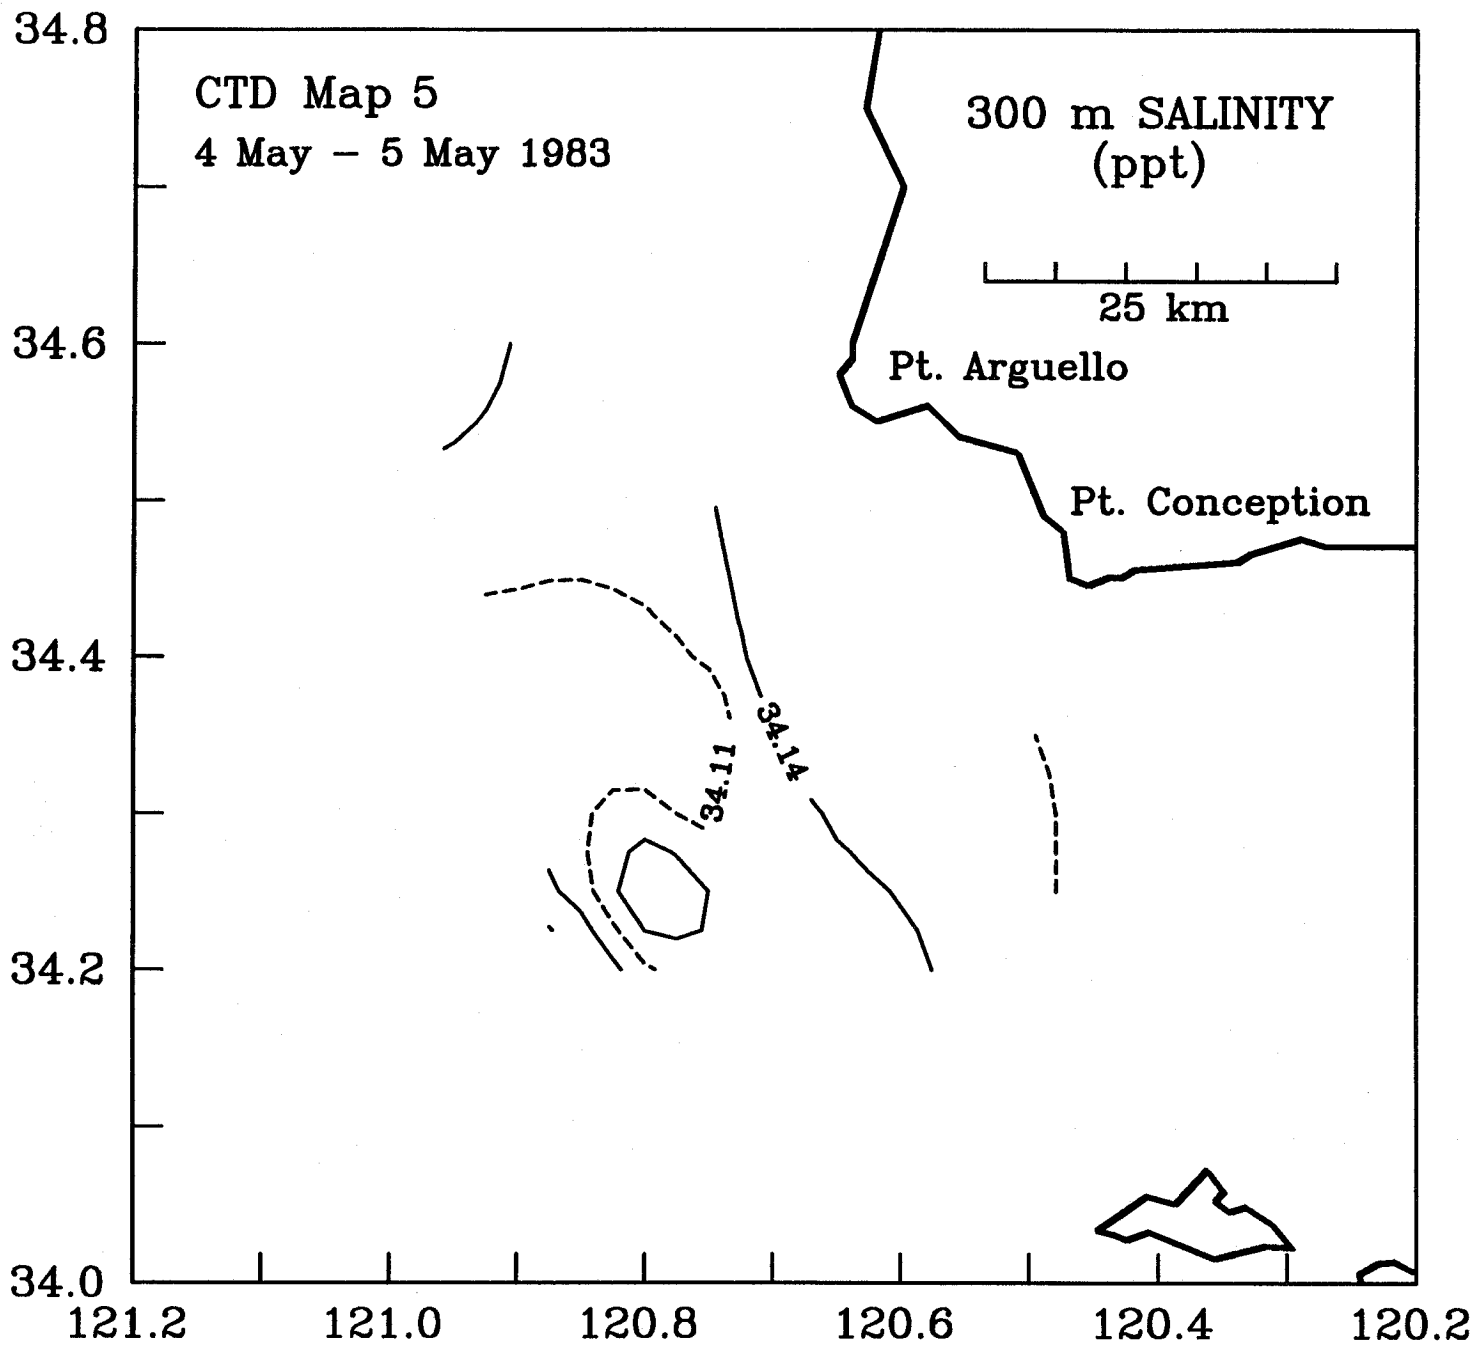 34.8
CTD Map 5
4 May – 5 May 1983
300 m SALINITY
(ppt)
25 km
34.6
Pt. Arguello
Pt. Conception
34.4
34.14
34.11
34.2
34.0
121.2 121.0 120.8 120.6 120.4 120.2